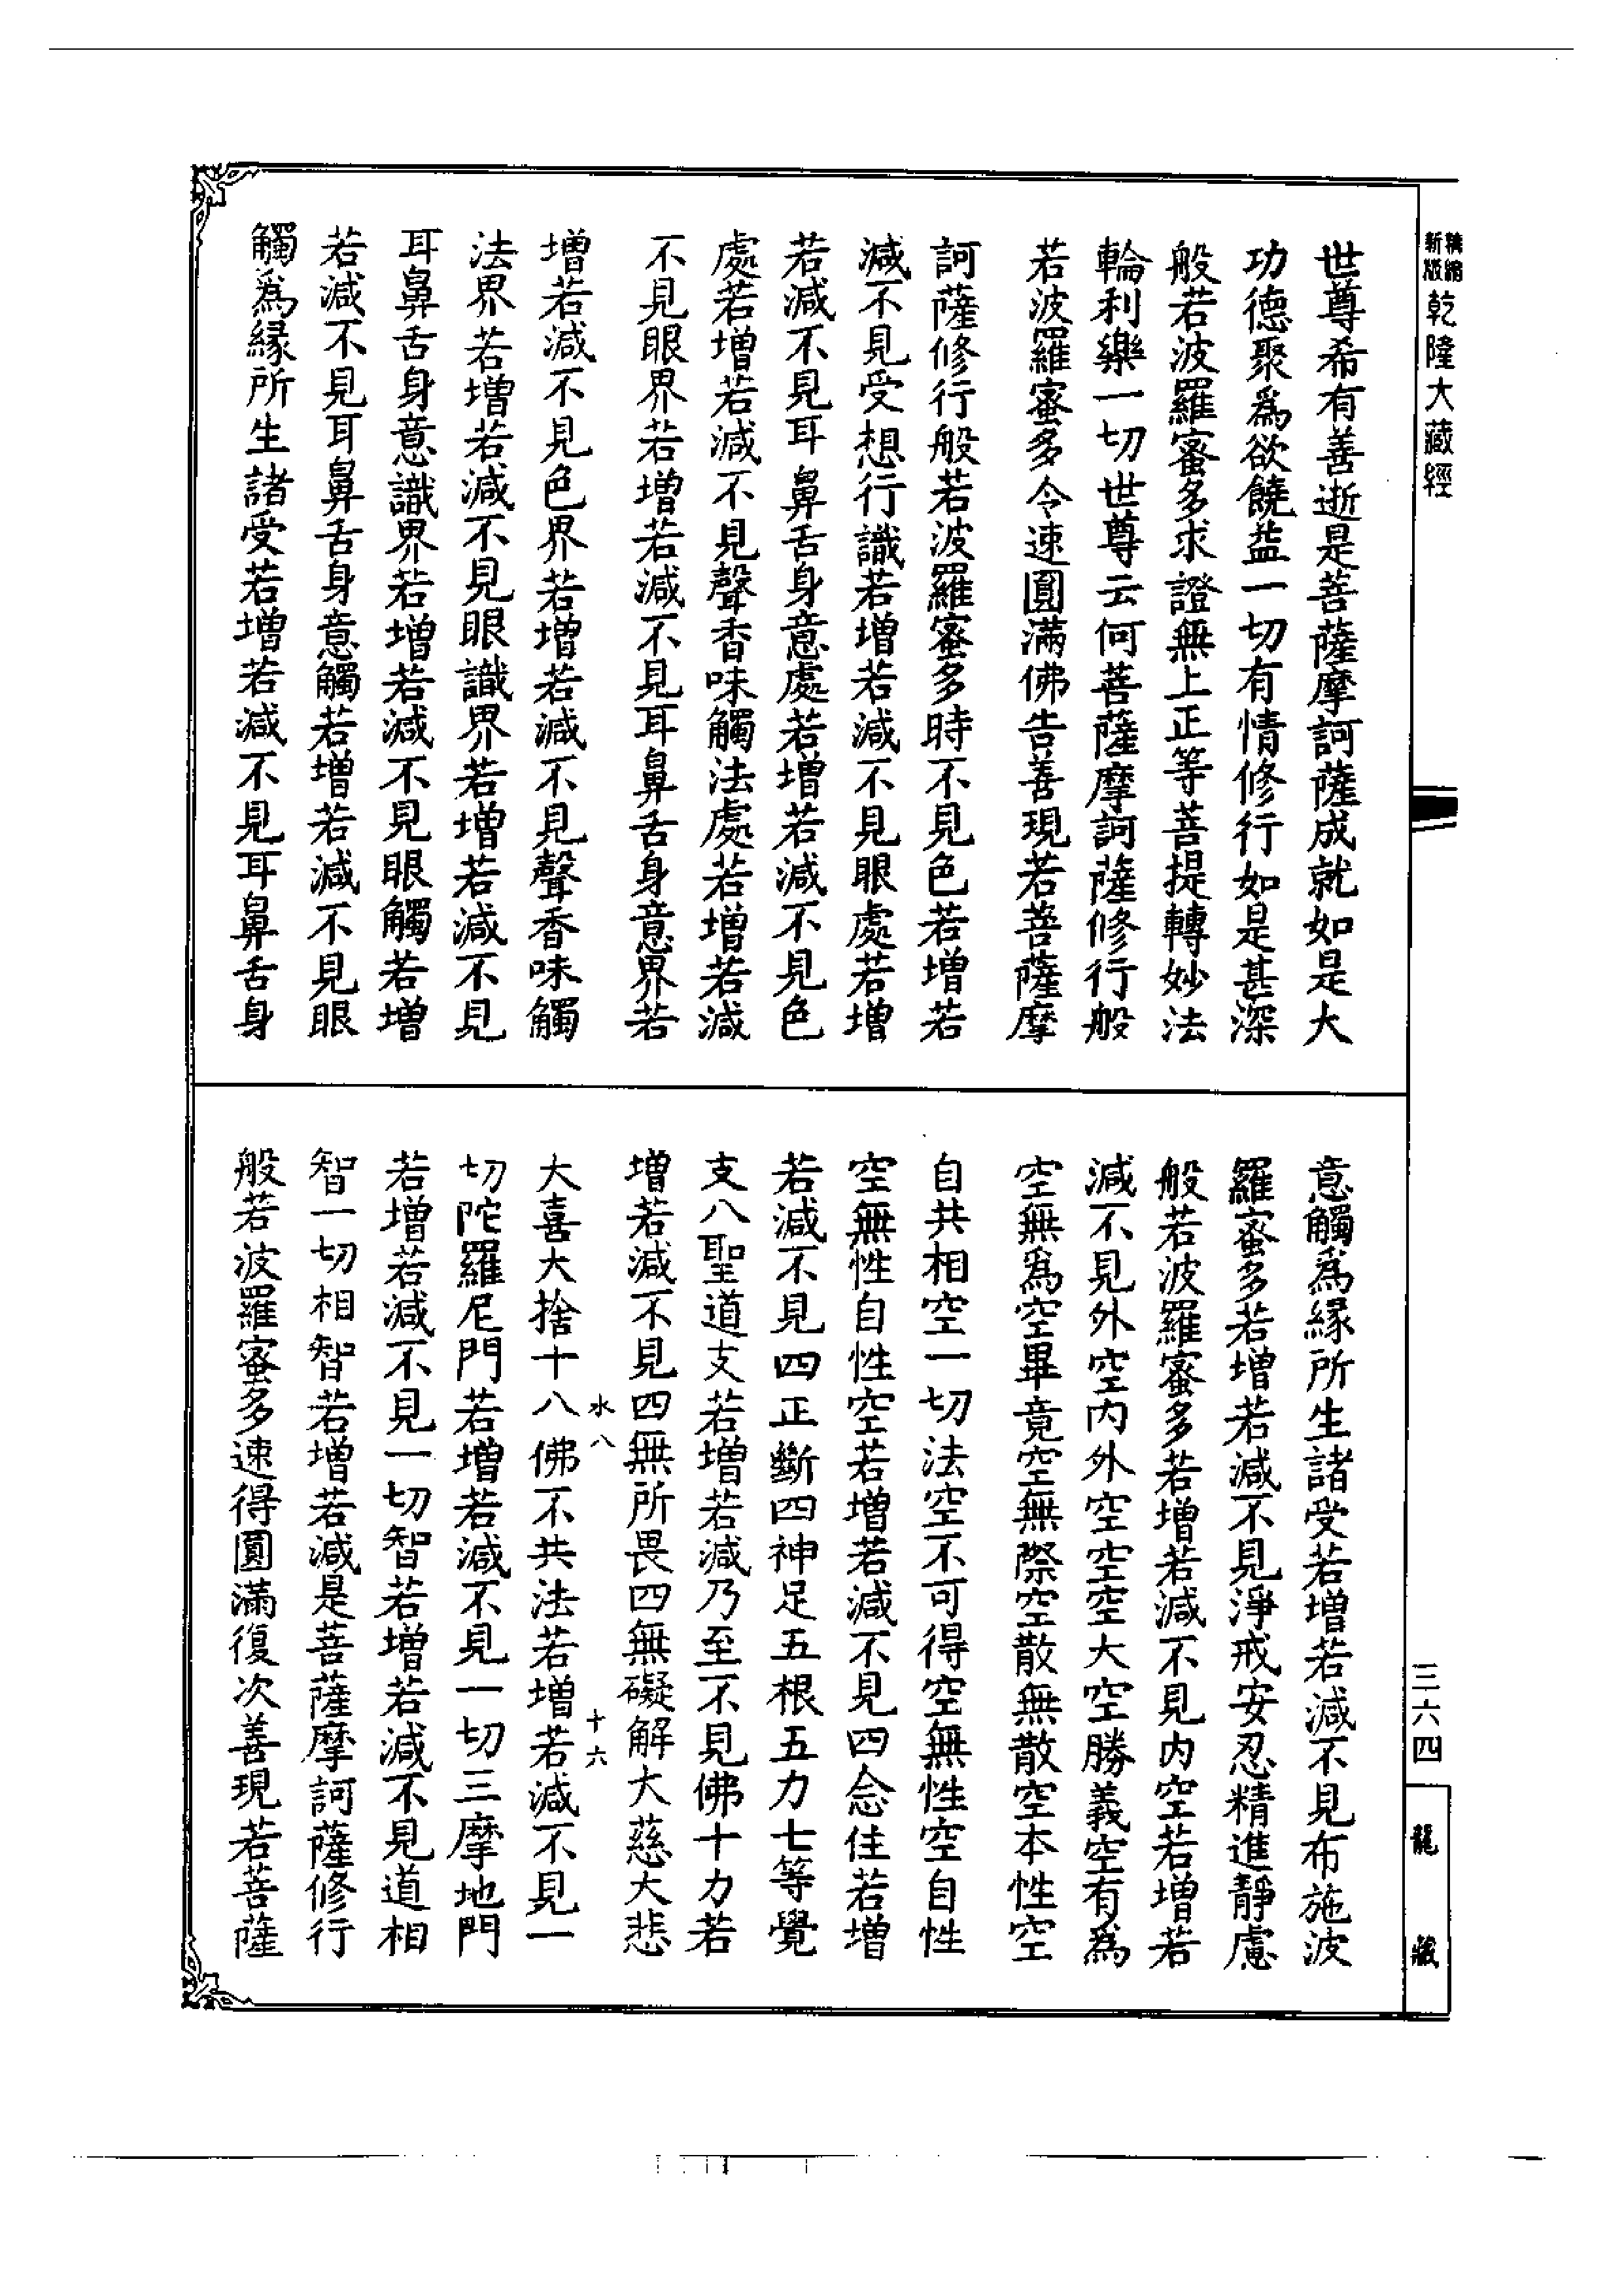 精縮新版乾隆大藏經
世尊希有善逝是菩薩摩訶薩成就如是大
功德聚爲欲饒益一切有情修行如是甚深
般若波羅蜜多求證無上正等菩提轉妙法
輪利樂一切世尊云何菩薩摩訶薩修行般
若波羅蜜多令速圓滿佛告善現若菩薩摩
訶薩修行般若波羅蜜多時不見色若增若
減不見受想行識若增若減不見眼處若增
若減不見耳鼻舌身意處若增若減不見色
處若增若減不見聲香味觸法處若增若減
不見眼界若增若減不見耳鼻舌身意界若
增若減不見色界若增若減不見聲香味觸
法界若增若減不見眼識界若增若減不見
耳鼻舌身意識界若增若減不見眼觸若增
若減不見耳鼻舌身意觸若增若減不見眼
觸爲緣所生諸受若增若減不見耳鼻舌身
意觸爲緣所生諸受若增若減不見布施波
羅蜜多若增若減不見淨戒安忍精進靜慮
般若波羅蜜多若增若減不見内空若增若
減不見外空内外空空空大空勝義空有爲
空無爲空畢竟空無際空散無散空本性空
自共相空一切法空不可得空無性空自性
空無性自性空若增若減不見四念住若增
若減不見四正斷四神足五根五力七等覺
支八聖道支若增若減乃至不見佛十力若
增若減不見四無所畏四無礙解大慈大悲
水八 十六
大喜大捨十八佛不共法若增若減不見一
切陀羅尼門若增若減不見一切三摩地門
若增若減不見一切智若增若減不見道相
智一切相智若增若減是菩薩摩訶薩修行
般若波羅蜜多速得圓滿復次善現若菩薩
三六四
龍藏